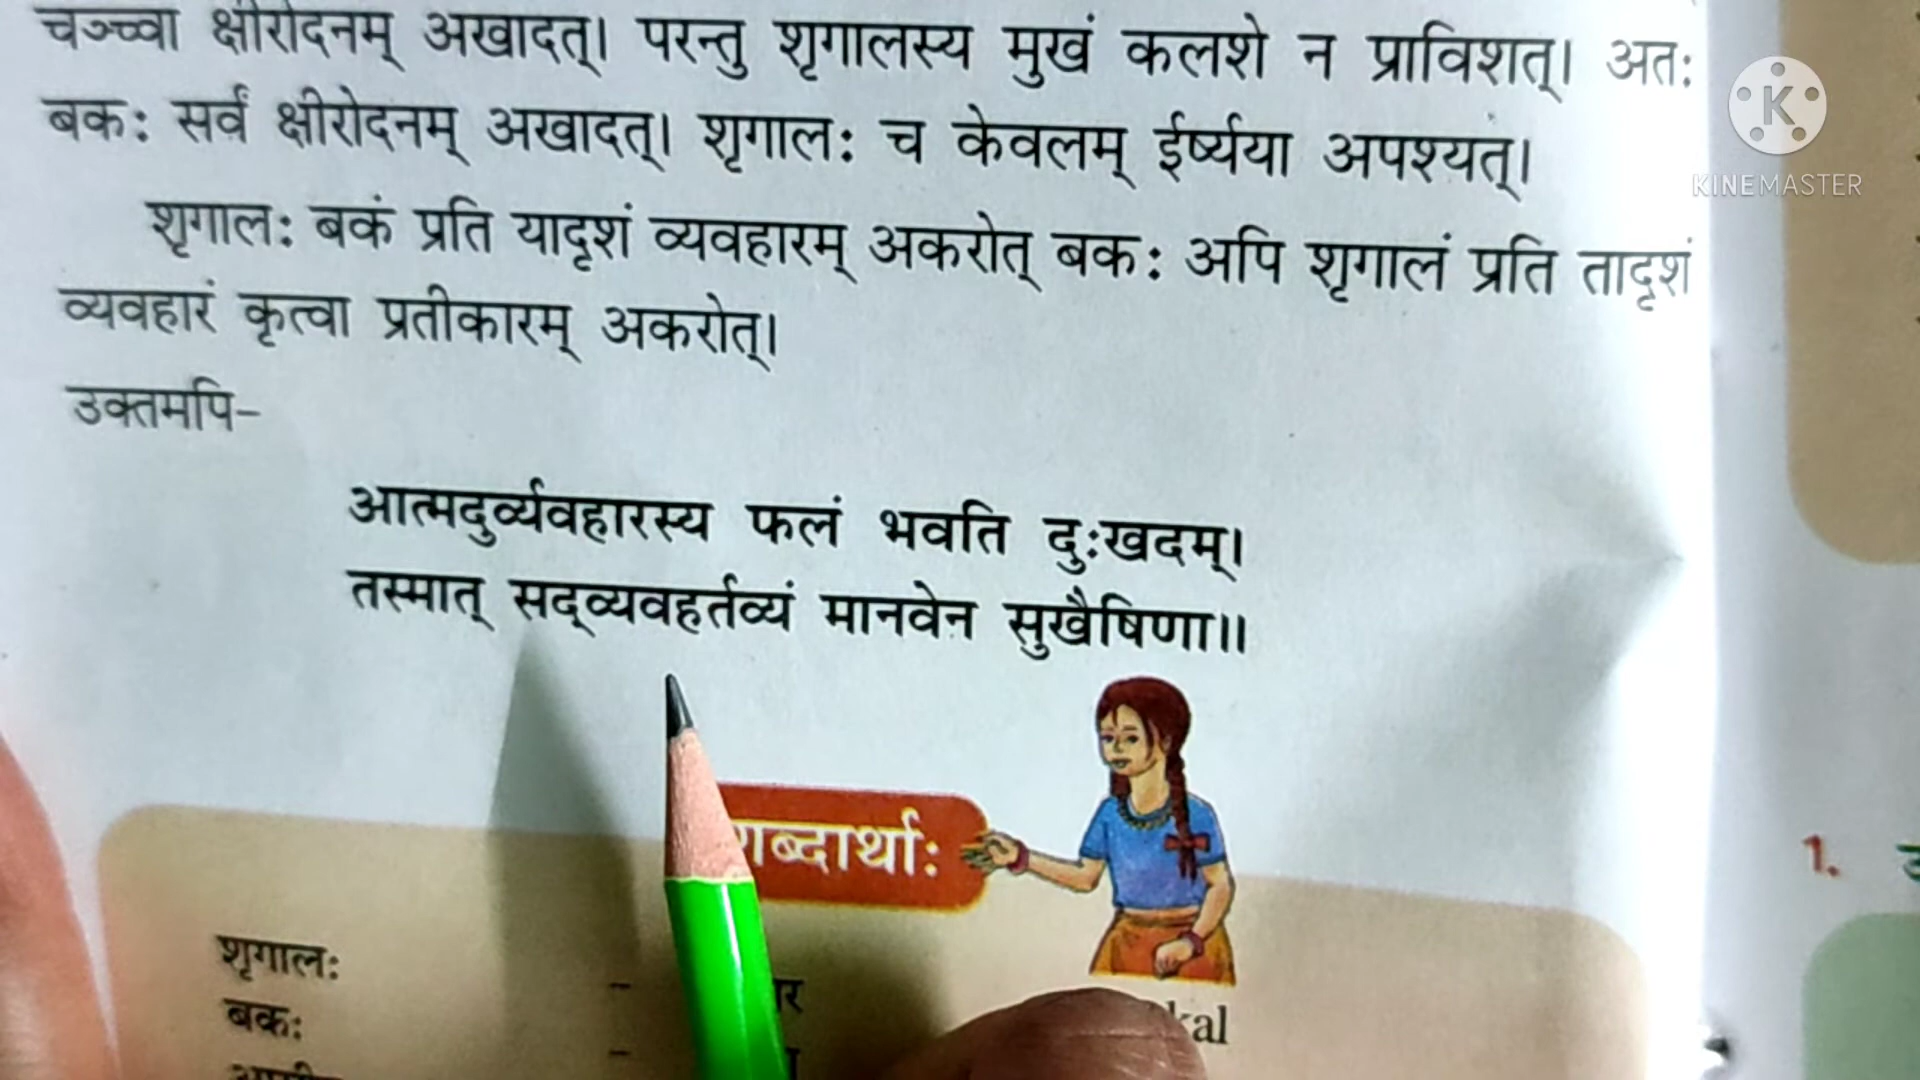 चञ्च्वा क्षीरोदनम् अखादत्। परन्तु शृगालस्य मुखं कलशे न प्राविशत्। अतः
बकः सर्वं क्षीरोदनम् अखादत्। शृगालः च केवलम् ईर्ष्यया अपश्यत्।
शृगालः बकं प्रति यादृशं व्यवहारम् अकरोत् बकः अपि शृगालं प्रति तादृशं
व्यवहारं कृत्वा प्रतीकारम् अकरोत्।
उक्तमपि-
आत्मदुर्व्यवहारस्य फलं भवति दुःखदम्।
तस्मात् सद्व्यवहर्तव्यं मानवेन सुखैषिणा॥
शृगालः -
बकः -
1.
KINEMASTER